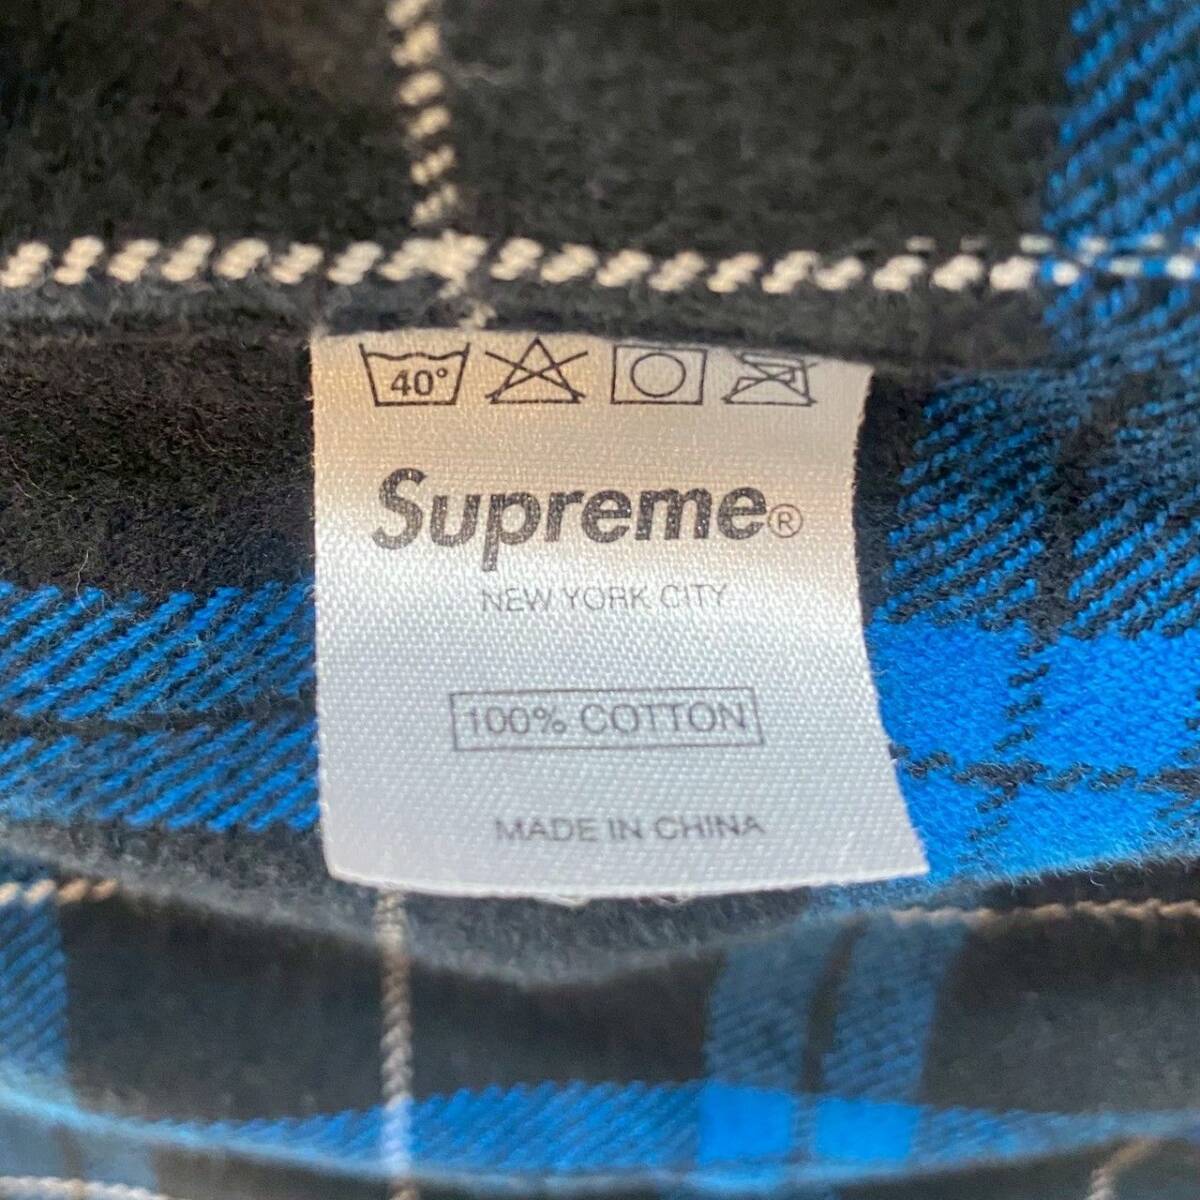 40°
Supreme®
NEW YORK CITY
100% COTTON
MADE IN CHINA